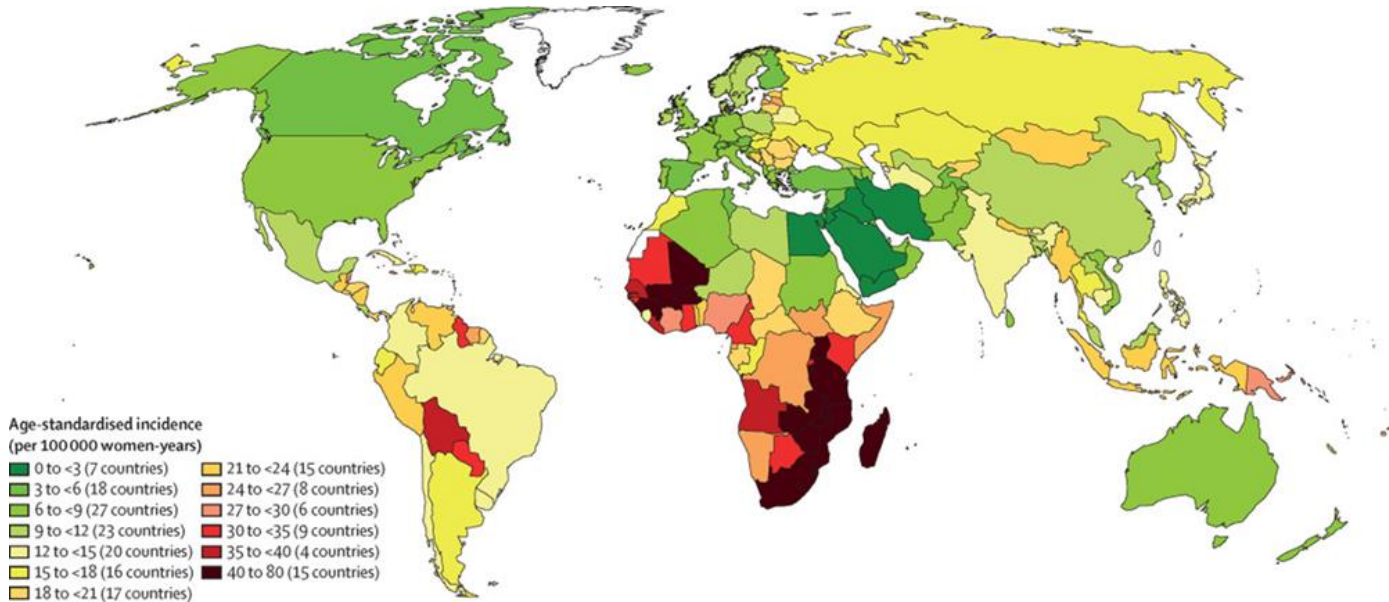 Age-standardised incidence
(per 100 000 women-years)
0 to <3 (7 countries)
3 to <6 (18 countries)
6 to <9 (27 countries)
9 to <12 (23 countries)
12 to <15 (20 countries)
15 to <18 (16 countries)
18 to <21 (17 countries)
21 to <24 (15 countries)
24 to <27 (8 countries)
27 to <30 (6 countries)
30 to <35 (9 countries)
35 to <40 (4 countries)
40 to 80 (15 countries)